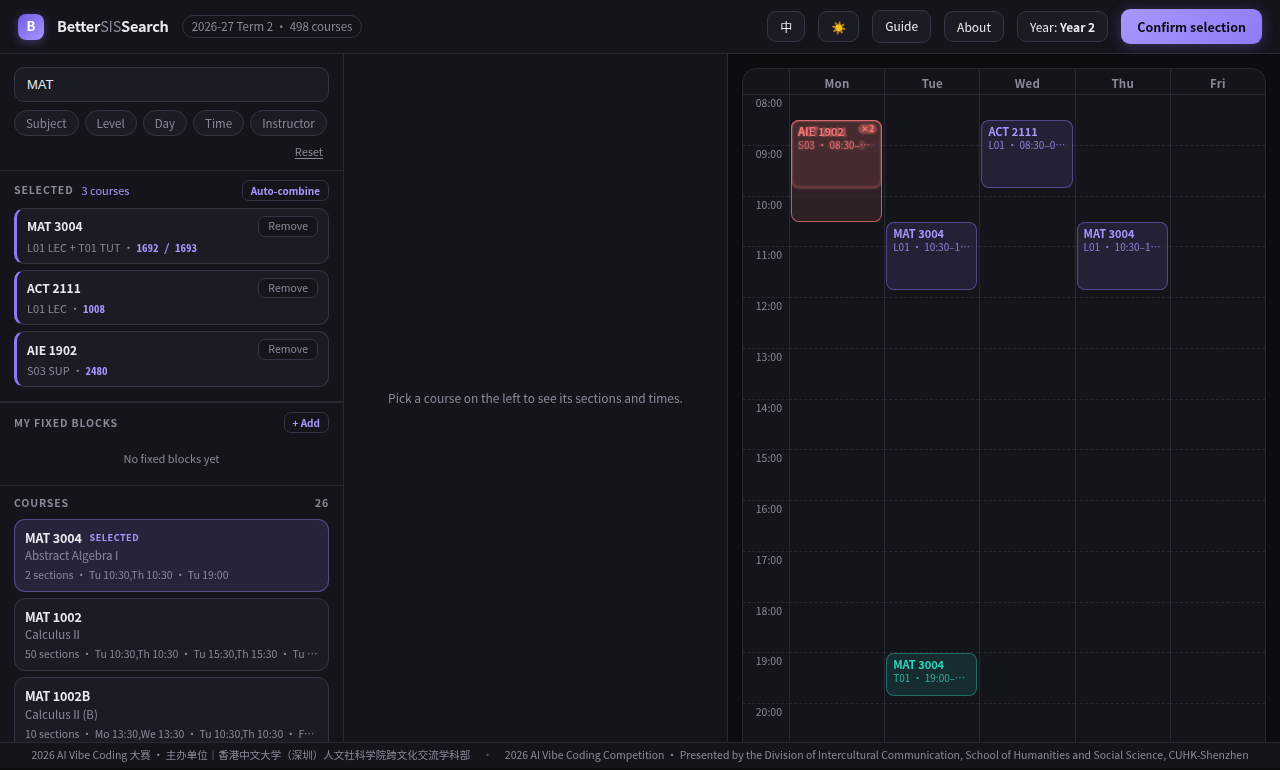 B BetterSISSearch 2026-27 Term 2 • 498 courses 中 ☀️ Guide About Year: Year 2 Confirm selection
MAT
Subject Level Day Time Instructor
Reset
SELECTED 3 courses Auto-combine
MAT 3004 Remove
L01 LEC + T01 TUT • 1692 / 1693
ACT 2111 Remove
L01 LEC • 1008
AIE 1902 Remove
S03 SUP • 2480
MY FIXED BLOCKS + Add
No fixed blocks yet
COURSES 26
MAT 3004 SELECTED
Abstract Algebra I
2 sections • Tu 10:30,Th 10:30 • Tu 19:00
MAT 1002
Calculus II
50 sections • Tu 10:30,Th 10:30 • Tu 15:30,Th 15:30 • Tu ⋯
MAT 1002B
Calculus II (B)
10 sections • Mo 13:30,We 13:30 • Tu 10:30,Th 10:30 • F⋯
Pick a course on the left to see its sections and times.
Mon Tue Wed Thu Fri
08:00
AIE 1902 ×2
S03 • 08:30–
ACT 2111
L01 • 08:30–0⋯
09:00
10:00
MAT 3004
L01 • 10:30–1⋯
MAT 3004
L01 • 10:30–1⋯
11:00
12:00
13:00
14:00
15:00
16:00
17:00
18:00
19:00
MAT 3004
T01 • 19:00–⋯
20:00
2026 AI Vibe Coding 大赛 • 主办单位｜香港中文大学（深圳）人文社科学院跨文化交流学科部 • 2026 AI Vibe Coding Competition • Presented by the Division of Intercultural Communication, School of Humanities and Social Science, CUHK-Shenzhen